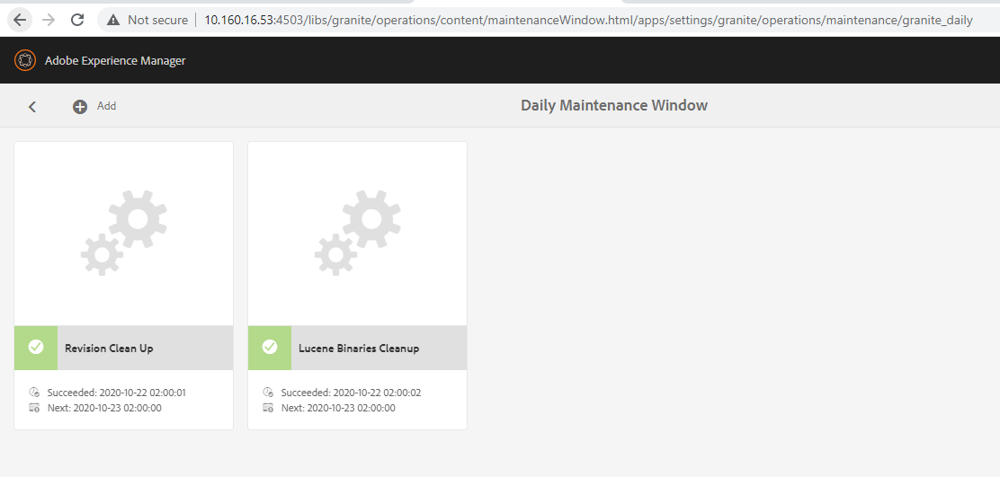 Not secure | 10.160.16.53:4503/libs/granite/operations/content/maintenanceWindow.html/apps/settings/granite/operations/maintenance/granite_daily
Adobe Experience Manager
Add
Daily Maintenance Window
Revision Clean Up
Succeeded: 2020-10-22 02:00:01
Next: 2020-10-23 02:00:00
Lucene Binaries Cleanup
Succeeded: 2020-10-22 02:00:02
Next: 2020-10-23 02:00:00